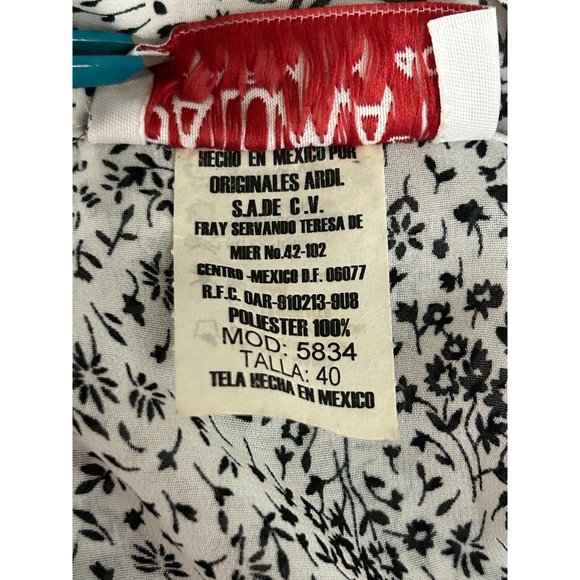 HECHO EN MEXICO POR
ORIGINALES ARDL
S.A.DE C.V.
FRAY SERVANDO TERESA DE
MIER No.42-102
CENTRO -MEXICO D.F. 06077
R.F.C. OAR-910213-9U8
POLIESTER 100%
MOD: 5834
TALLA: 40
TELA HECHA EN MEXICO